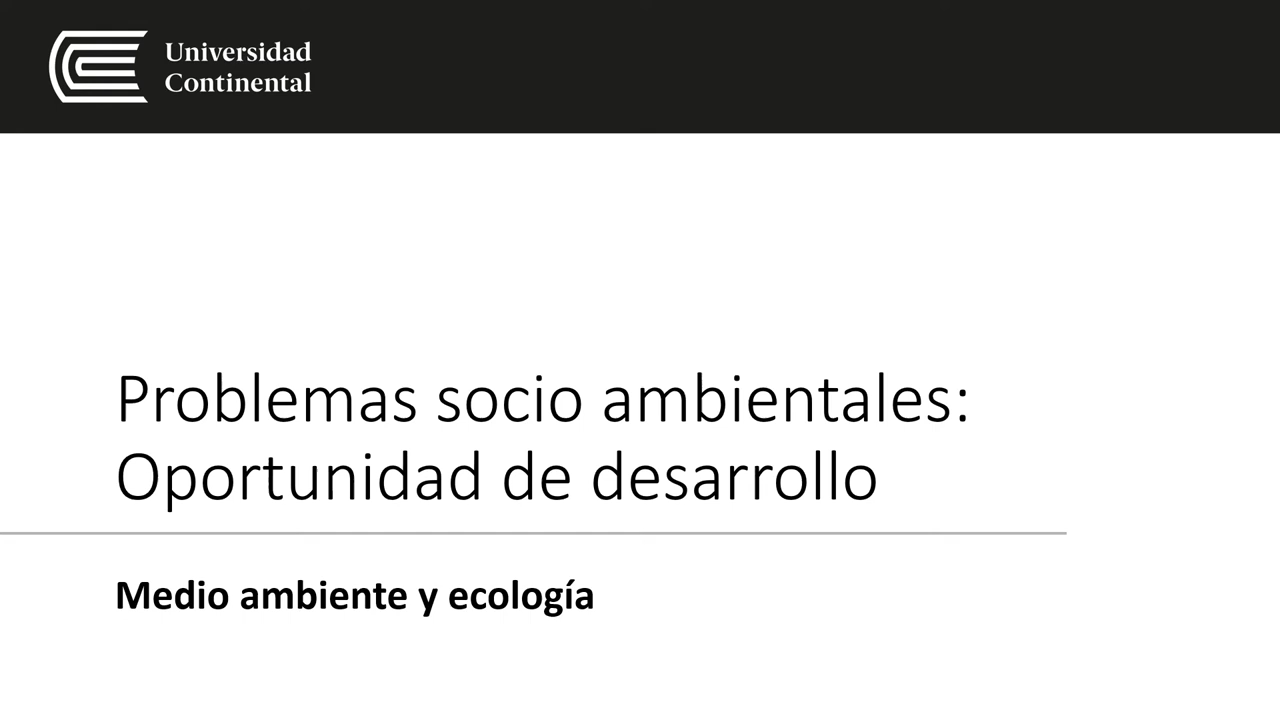 Universidad
Continental
Problemas socio ambientales:
Oportunidad de desarrollo
Medio ambiente y ecología